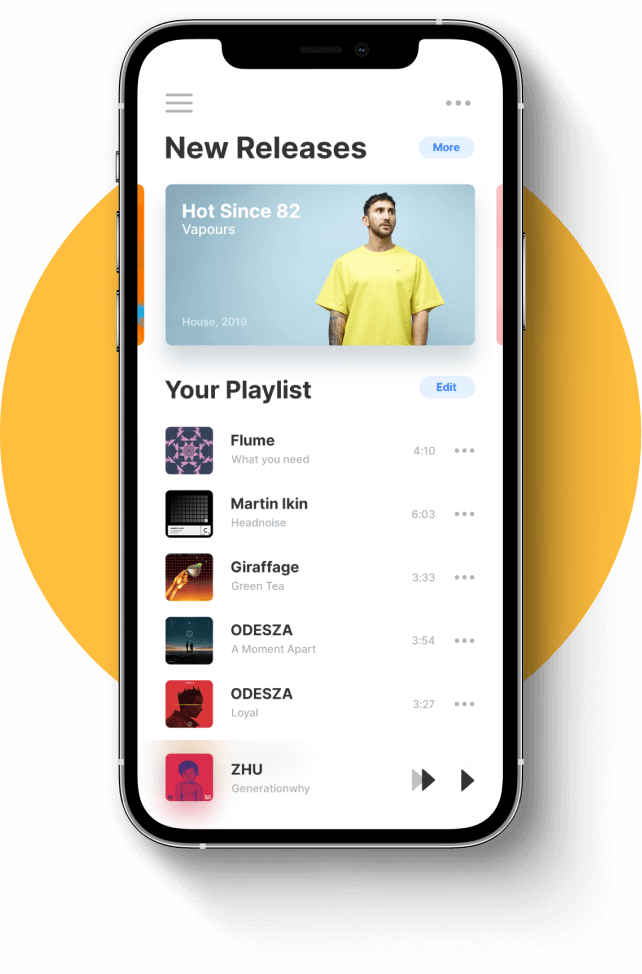 New Releases
More
Hot Since 82
Vapours
House, 2019
Your Playlist
Edit
Flume
What you need
4:10
Martin Ikin
Headnoise
6:03
Giraffage
Green Tea
3:33
ODESZA
A Moment Apart
3:54
ODESZA
Loyal
3:27
ZHU
Generationwhy